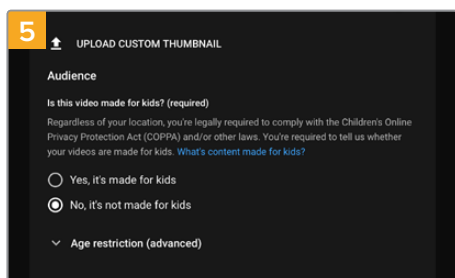 5
UPLOAD CUSTOM THUMBNAIL
Audience
Is this video made for kids? (required)
Regardless of your location, you're legally required to comply with the Children's Online
Privacy Protection Act (COPPA) and/or other laws. You're required to tell us whether
your videos are made for kids. What's content made for kids?
Yes, it's made for kids
No, it's not made for kids
Age restriction (advanced)